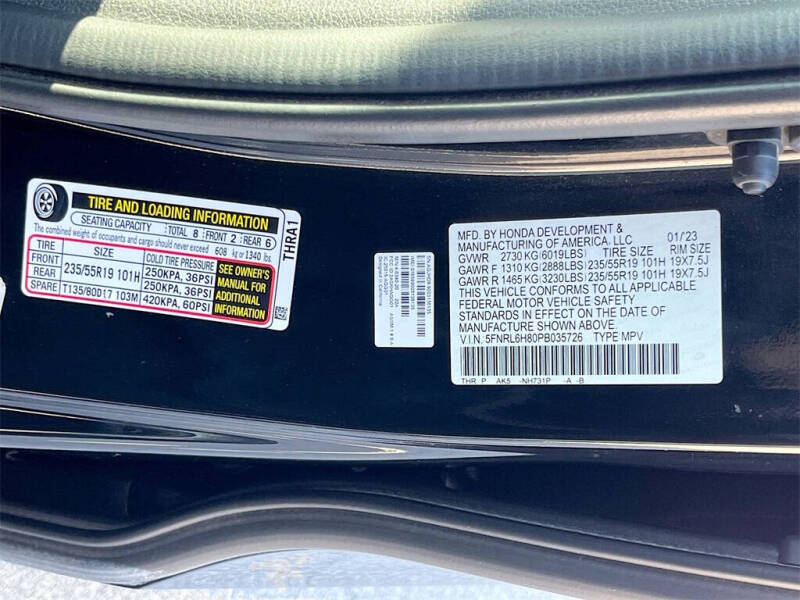 TIRE AND LOADING INFORMATION
SEATING CAPACITY TOTAL 8 FRONT 2 REAR 6
The combined weight of occupants and cargo should never exceed 608 kg or 1340 lbs.
TIRE SIZE COLD TIRE PRESSURE
FRONT 235/55R19 101H 250KPA, 36PSI
REAR 250KPA, 36PSI
SPARE T135/80D17 103M 420KPA, 60PSI
SEE OWNER'S
MANUAL FOR
ADDITIONAL
INFORMATION
THRA1
MFD. BY HONDA DEVELOPMENT &
MANUFACTURING OF AMERICA, LLC 01/23
GVWR 2730 KG (6019LBS) TIRE SIZE RIM SIZE
GAWR F 1310 KG (2888LBS) 235/55R19 101H 19X7.5J
GAWR R 1465 KG (3230LBS) 235/55R19 101H 19X7.5J
THIS VEHICLE CONFORMS TO ALL APPLICABLE
FEDERAL MOTOR VEHICLE SAFETY
STANDARDS IN EFFECT ON THE DATE OF
MANUFACTURE SHOWN ABOVE.
V.I.N. 5FNRL6H80PB035726 TYPE MPV
THR P AK5 -NH731P -A -B